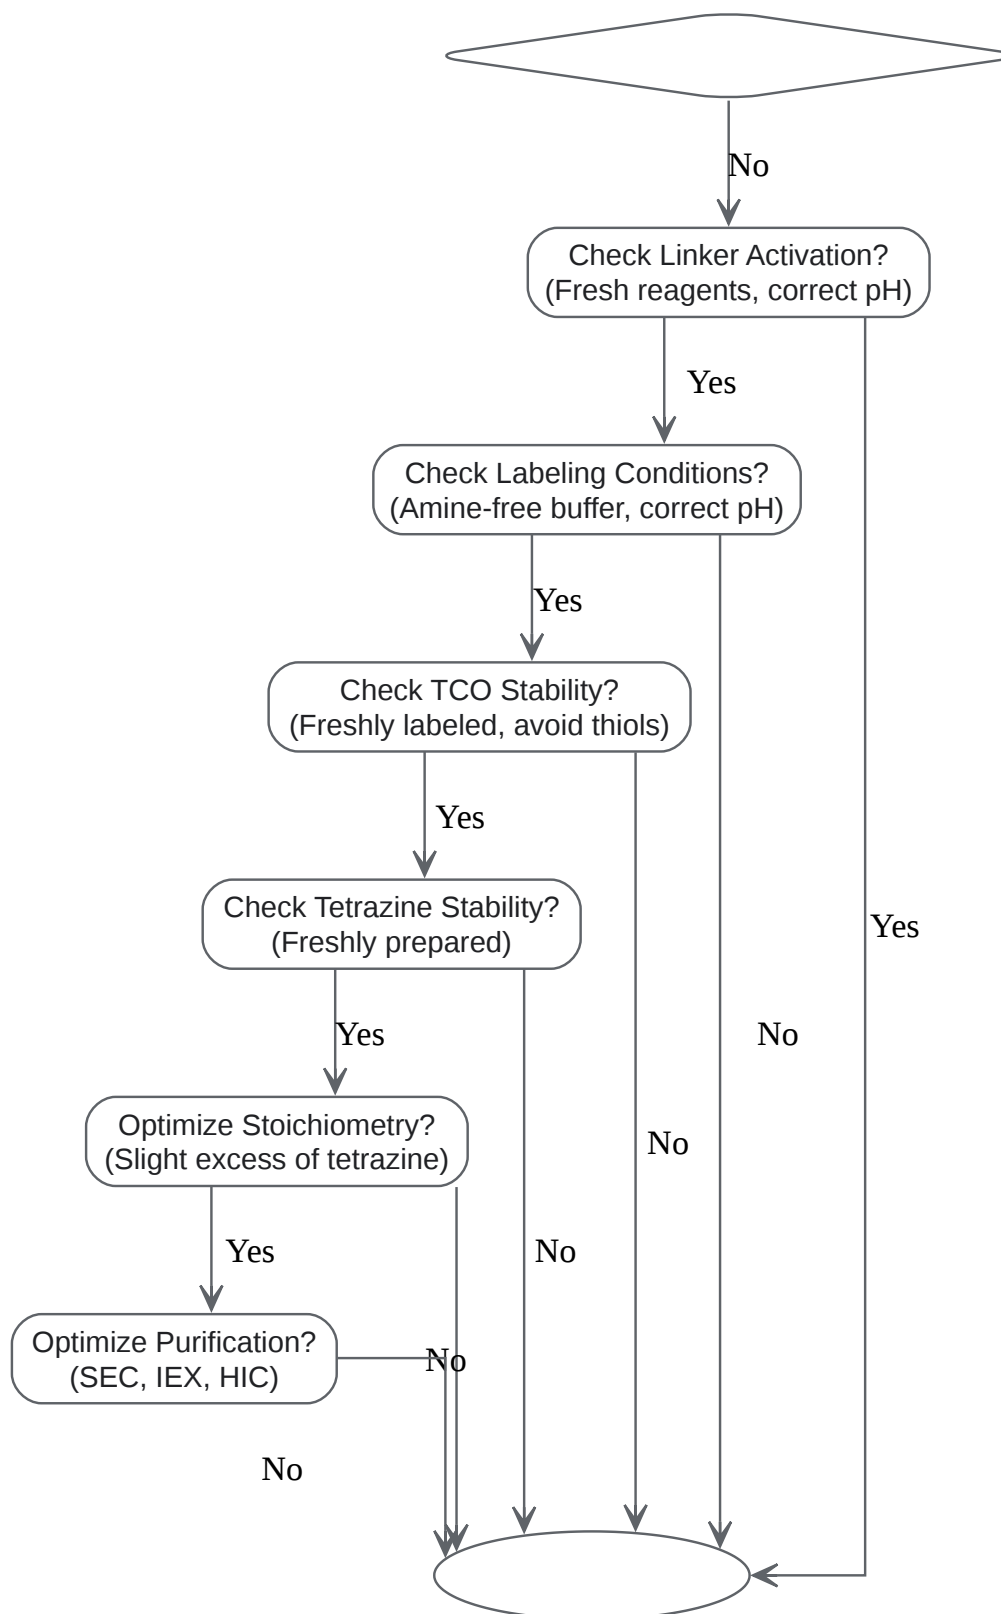 No
Check Linker Activation?
(Fresh reagents, correct pH)
Yes
Check Labeling Conditions?
(Amine-free buffer, correct pH)
Yes
Check TCO Stability?
(Freshly labeled, avoid thiols)
Yes
Check Tetrazine Stability?
(Freshly prepared)
Yes
Yes
No
Optimize Stoichiometry?
(Slight excess of tetrazine)
No
Yes
No
Optimize Purification?
(SEC, IEX, HIC)
No
No